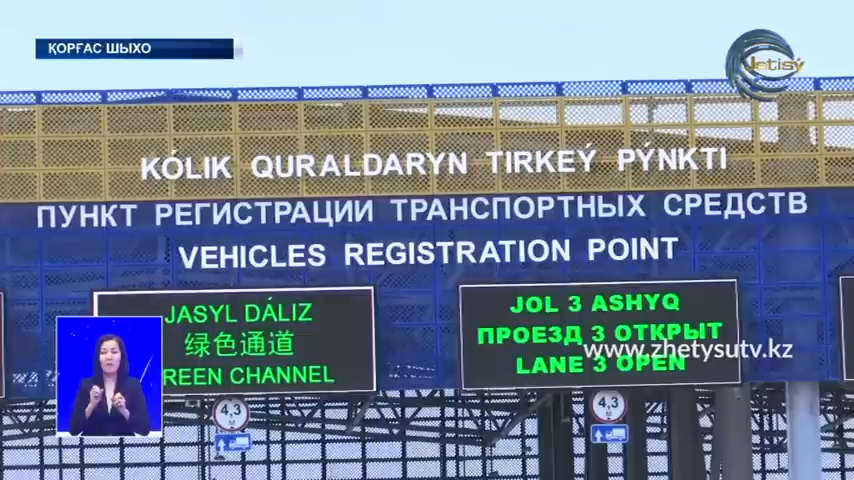 ҚОРҒАС ШЫХО
Jetisý
KÓLIK QURALDARYN TIRKEÝ PÝNKTI
ПУНКТ РЕГИСТРАЦИИ ТРАНСПОРТНЫХ СРЕДСТВ
VEHICLES REGISTRATION POINT
JASYL DÁLIZ
绿色通道
REEN CHANNEL
JOL 3 ASHYQ
ПРОЕЗД 3 ОТКРЫТ
LANE 3 OPEN
www.zhetysutv.kz
4,3
М
4,3
М